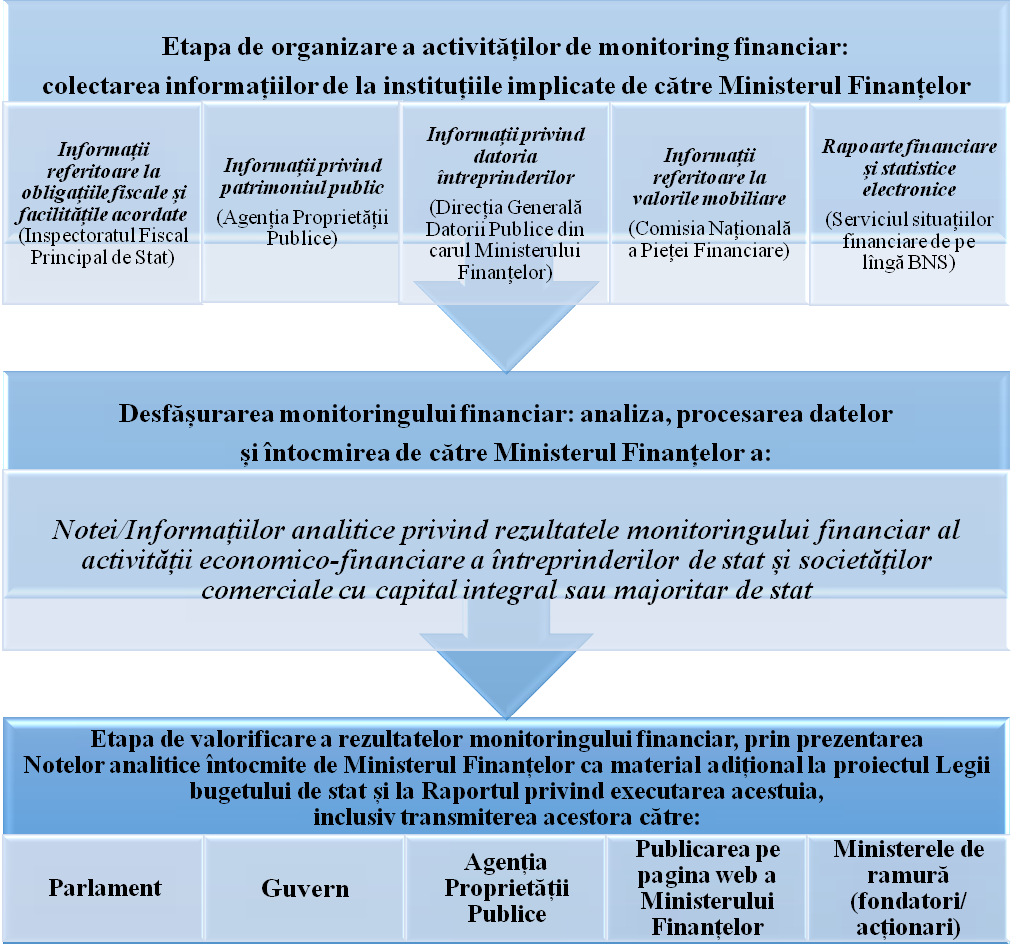 Etapa de organizare a activităților de monitoring financiar:
colectarea informațiilor de la instituțiile implicate de către Ministerul Finanțelor
Informații
referitoare la
obligațiile fiscale și
facilitățile acordate
(Inspectoratul Fiscal
Principal de Stat)
Informații privind
patrimoniul public
(Agenția Proprietății
Publice)
Informații privind
datoria
întreprinderilor
(Direcția Generală
Datorii Publice din
carul Ministerului
Finanțelor)
Informații
referitoare la
valorile mobiliare
(Comisia Națională
a Pieței Financiare)
Rapoarte financiare
și statistice
electronice
(Serviciul situațiilor
financiare de pe
lîngă BNS)
Desfășurarea monitoringului financiar: analiza, procesarea datelor
și întocmirea de către Ministerul Finanțelor a:
Notei/Informațiilor analitice privind rezultatele monitoringului financiar al
activității economico-financiare a întreprinderilor de stat și societăților
comerciale cu capital integral sau majoritar de stat
Etapa de valorificare a rezultatelor monitoringului financiar, prin prezentarea
Notelor analitice întocmite de Ministerul Finanțelor ca material adițional la proiectul Legii
bugetului de stat și la Raportul privind executarea acestuia,
inclusiv transmiterea acestora către:
Parlament
Guvern
Agenția
Proprietății
Publice
Publicarea pe
pagina web a
Ministerului
Finanțelor
Ministerele de
ramură
(fondatori/
acționari)